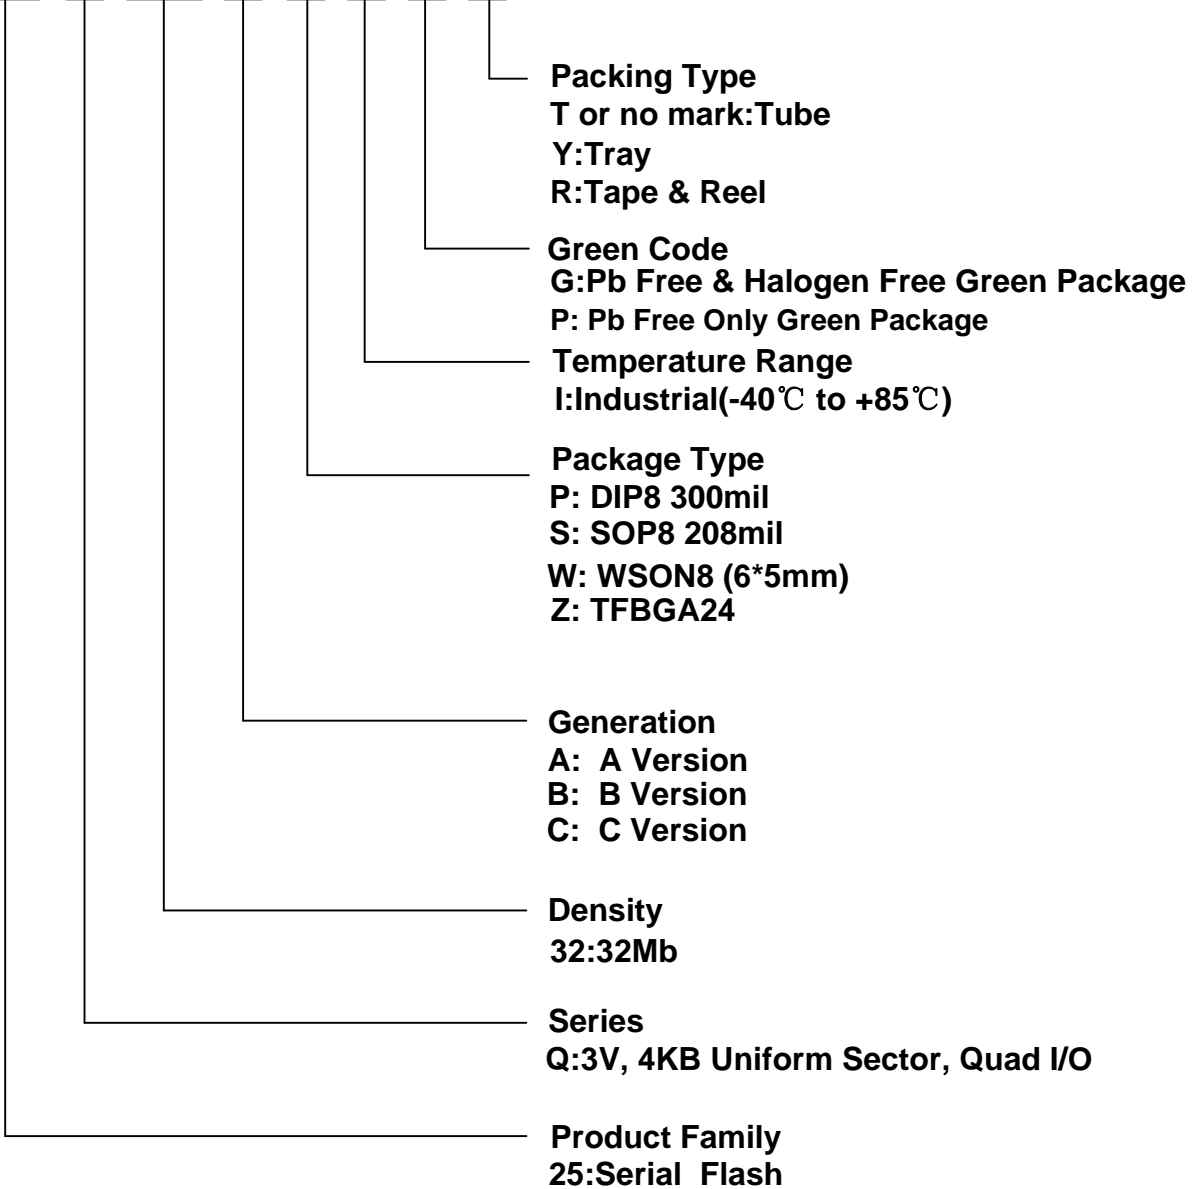 Packing Type
T or no mark:Tube
Y:Tray
R:Tape & Reel
Green Code
G:Pb Free & Halogen Free Green Package
P: Pb Free Only Green Package
Temperature Range
I:Industrial(-40℃ to +85℃)
Package Type
P: DIP8 300mil
S: SOP8 208mil
W: WSON8 (6*5mm)
Z: TFBGA24
Generation
A: A Version
B: B Version
C: C Version
Density
32:32Mb
Series
Q:3V, 4KB Uniform Sector, Quad I/O
Product Family
25:Serial Flash